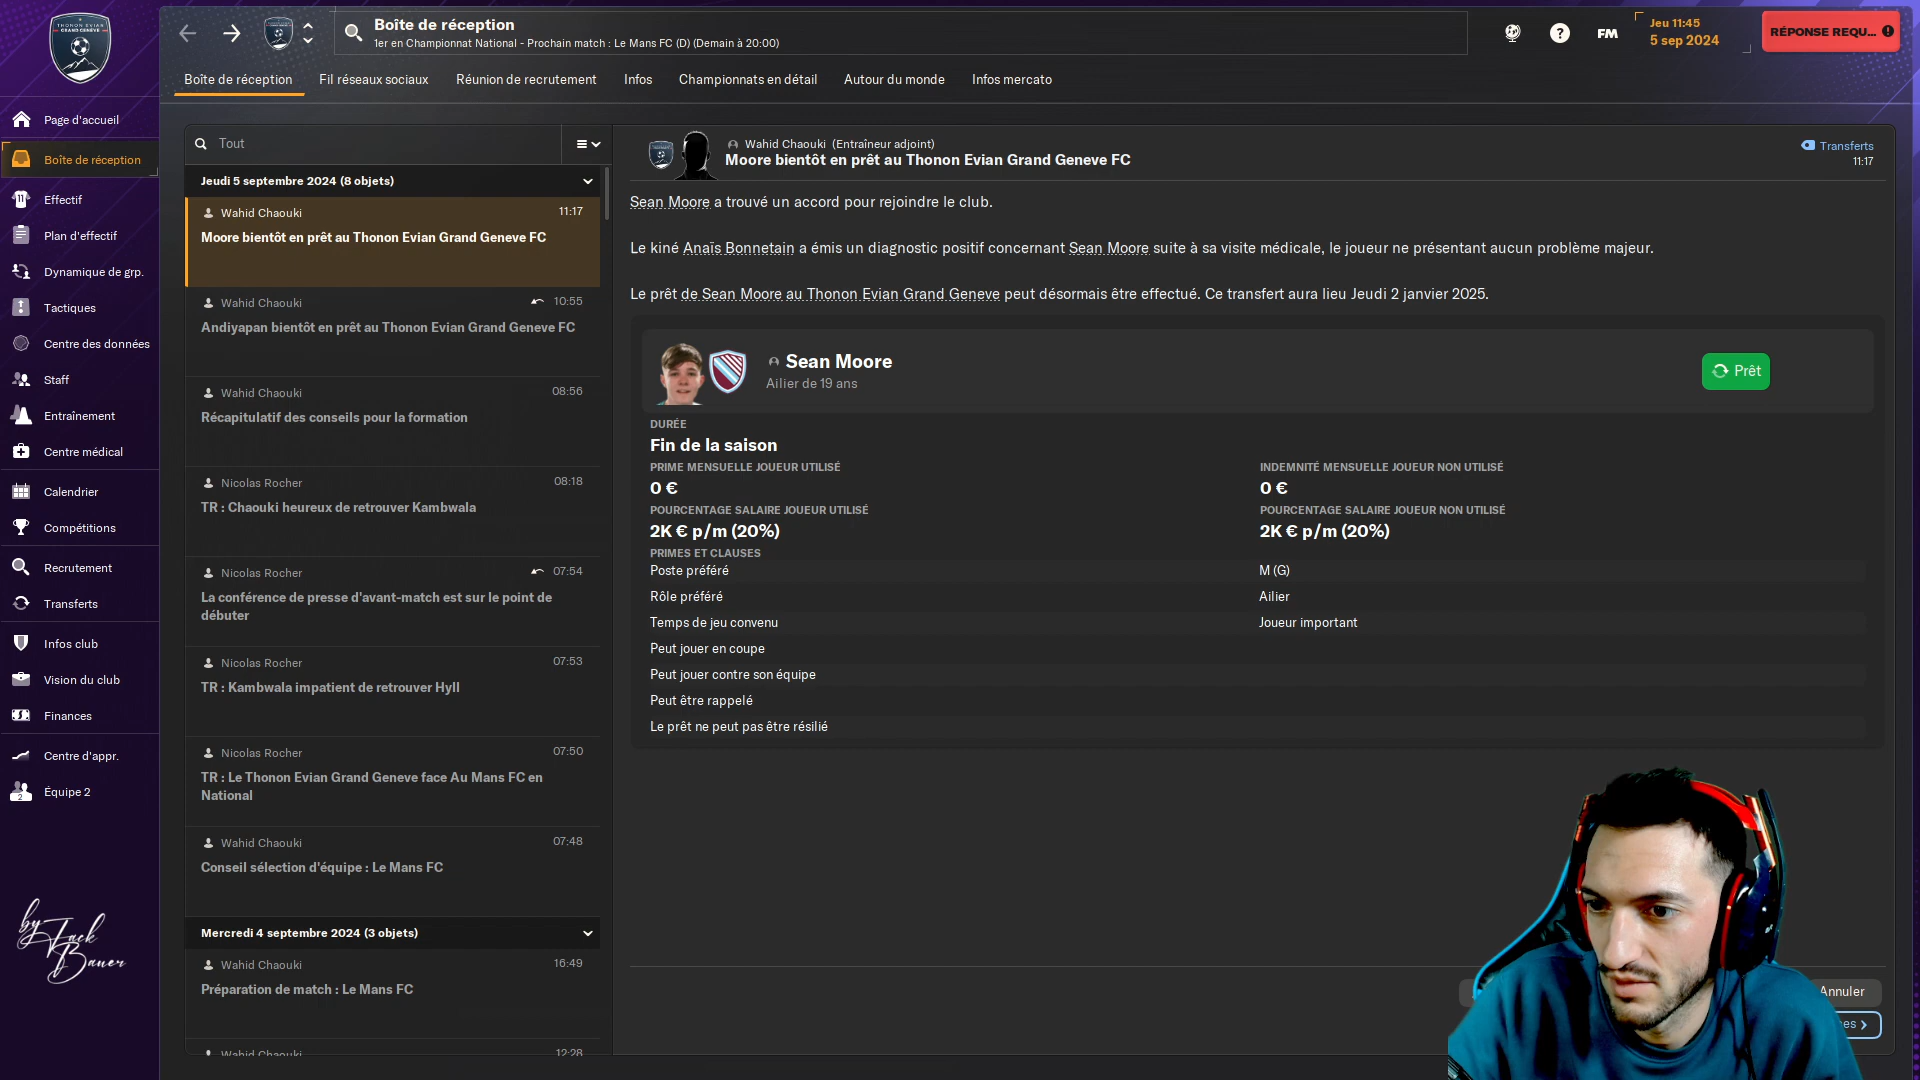 THONON EVIAN
GRAND GENÈVE
Boîte de réception
1er en Championnat National - Prochain match : Le Mans FC (D) (Demain à 20:00)
FM
Jeu 11:45
5 sep 2024
RÉPONSE REQU...
Boîte de réception
Fil réseaux sociaux
Réunion de recrutement
Infos
Championnats en détail
Autour du monde
Infos mercato
Page d'accueil
Boîte de réception
Effectif
Plan d'effectif
Dynamique de grp.
Tactiques
Centre des données
Staff
Entraînement
Centre médical
Calendrier
Compétitions
Recrutement
Transferts
Infos club
Vision du club
Finances
Centre d'appr.
Équipe 2
by Jack
Bauer
Tout
Jeudi 5 septembre 2024 (8 objets)
Wahid Chaouki 11:17
Moore bientôt en prêt au Thonon Evian Grand Geneve FC
Wahid Chaouki 10:55
Andiyapan bientôt en prêt au Thonon Evian Grand Geneve FC
Wahid Chaouki 08:56
Récapitulatif des conseils pour la formation
Nicolas Rocher 08:18
TR : Chaouki heureux de retrouver Kambwala
Nicolas Rocher 07:54
La conférence de presse d'avant-match est sur le point de
débuter
Nicolas Rocher 07:53
TR : Kambwala impatient de retrouver Hyll
Nicolas Rocher 07:50
TR : Le Thonon Evian Grand Geneve face Au Mans FC en
National
Wahid Chaouki 07:48
Conseil sélection d'équipe : Le Mans FC
Mercredi 4 septembre 2024 (3 objets)
Wahid Chaouki 16:49
Préparation de match : Le Mans FC
Wahid Chaouki 12:28
Wahid Chaouki (Entraîneur adjoint)
Moore bientôt en prêt au Thonon Evian Grand Geneve FC
Transferts
11:17
Sean Moore a trouvé un accord pour rejoindre le club.
Le kiné Anaïs Bonnetain a émis un diagnostic positif concernant Sean Moore suite à sa visite médicale, le joueur ne présentant aucun problème majeur.
Le prêt de Sean Moore au Thonon Evian Grand Geneve peut désormais être effectué. Ce transfert aura lieu Jeudi 2 janvier 2025.
Sean Moore
Ailier de 19 ans
Prêt
DURÉE
Fin de la saison
PRIME MENSUELLE JOUEUR UTILISÉ
INDEMNITÉ MENSUELLE JOUEUR NON UTILISÉ
0 €
0 €
POURCENTAGE SALAIRE JOUEUR UTILISÉ
POURCENTAGE SALAIRE JOUEUR NON UTILISÉ
2K € p/m (20%)
2K € p/m (20%)
PRIMES ET CLAUSES
Poste préféré M (G)
Rôle préféré Ailier
Temps de jeu convenu Joueur important
Peut jouer en coupe
Peut jouer contre son équipe
Peut être rappelé
Le prêt ne peut pas être résilié
Annuler